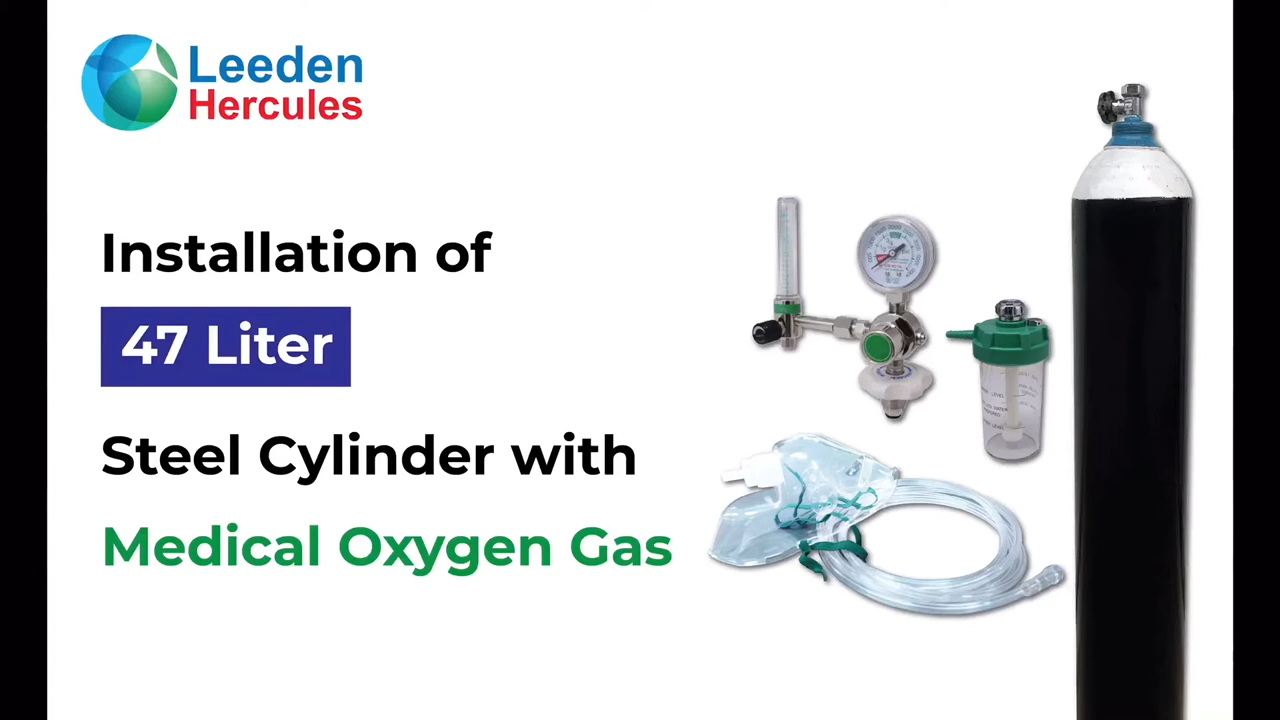 Leeden
Hercules
Installation of
47 Liter
Steel Cylinder with
Medical Oxygen Gas